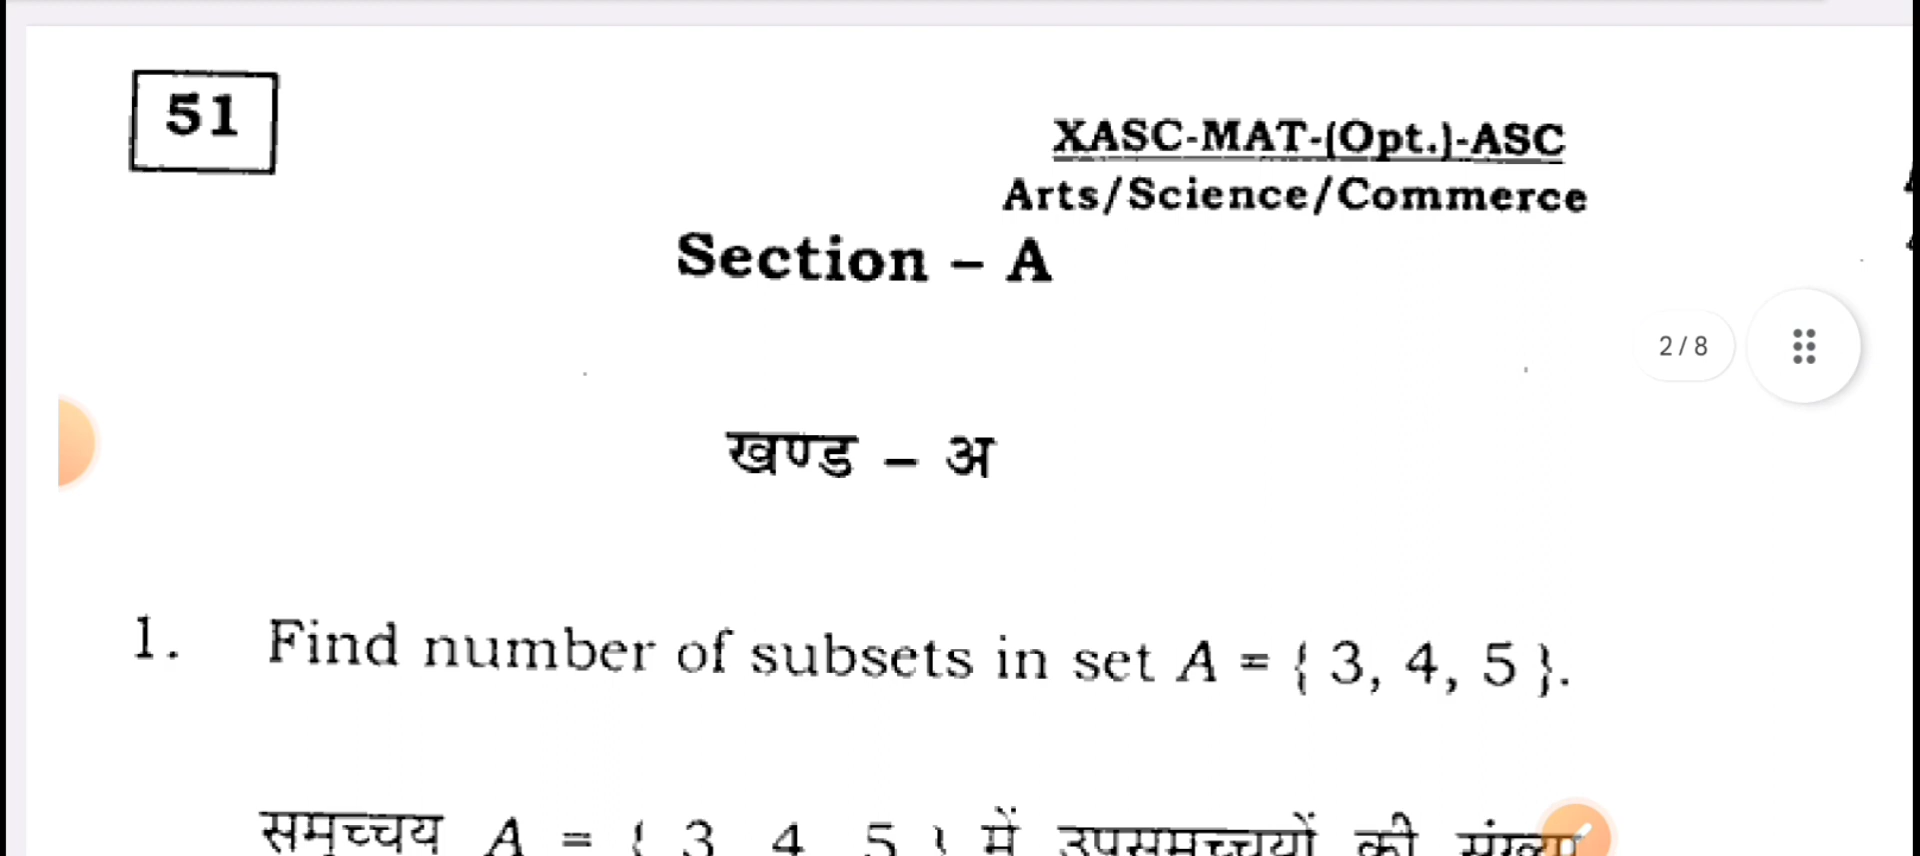 51
XASC-MAT-(Opt.)-ASC
Arts/Science/Commerce
Section – A
2 / 8
खण्ड – अ
1. Find number of subsets in set A = { 3, 4, 5 }.
समुच्चय A = { 3 4 5 } में उपसमुच्चयों की संख्या